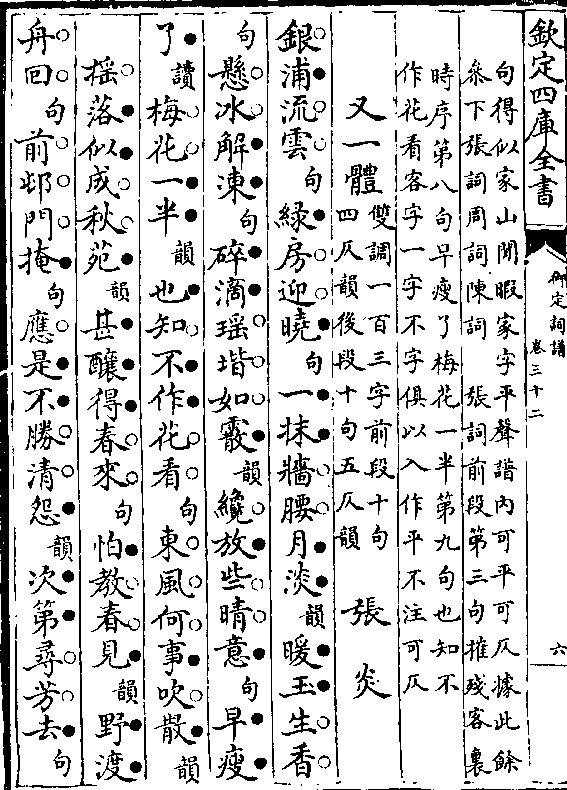 欽定四庫全書
御定詞譜 卷三十二
六
句得似家山閒暇家字平聲譜內可平可仄據此餘
叅下張詞周詞陳詞 張詞前段第三句摧殘客裏
時序第八句早瘦了梅花一半第九句也知不
作花看客字一字不字俱以入作平不注可仄
又一體 雙調一百三字前段十句
四仄韻後段十句五仄韻 張炎
銀浦流雲句綠房迎曉句一抹牆腰月淡韻暖玉生香
句懸冰解凍句碎滴瑶堦如霰韻纔放些晴意句早瘦
了讀梅花一半韻也知不作花看句東風何事吹散韻
揺落似成秋苑韻甚釀得春來句怕教春見韻野渡
舟回句前邨門掩句應是不勝清怨韻次第尋芳去句